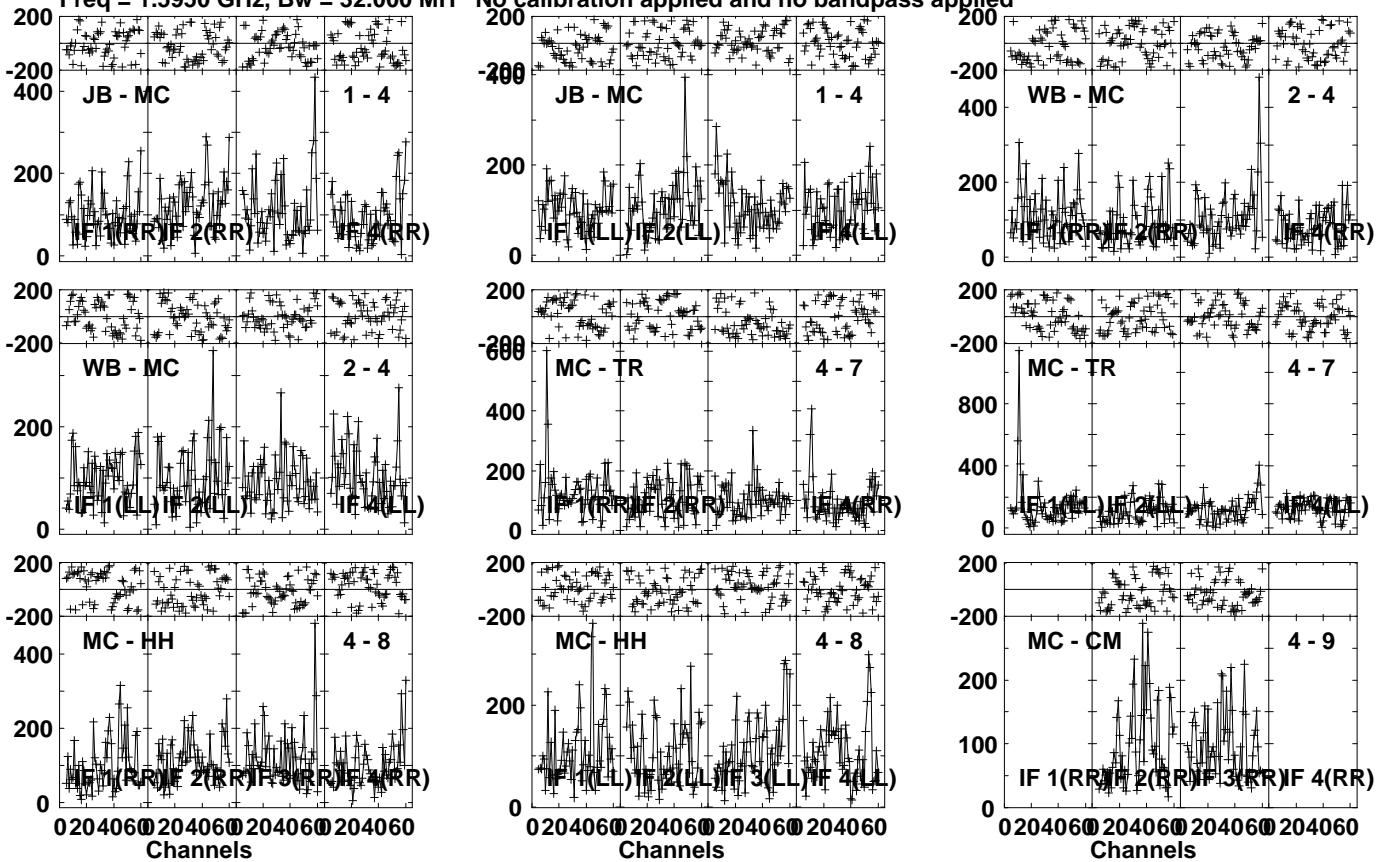 Freq = 1.5950 GHz, Bw = 32.000 MH No calibration applied and no bandpass applied
200
-200
400
200
0
JB - MC 1 - 4
IF 1(RR) IF 2(RR) IF 4(RR)
200
-200
400
200
0
JB - MC 1 - 4
IF 1(LL) IF 2(LL) IF 4(LL)
200
-200
400
200
0
WB - MC 2 - 4
IF 1(RR) IF 2(RR) IF 4(RR)
200
-200
200
0
WB - MC 2 - 4
IF 1(LL) IF 2(LL) IF 4(LL)
200
-200
600
400
200
0
MC - TR 4 - 7
IF 1(RR) IF 2(RR) IF 4(RR)
200
-200
800
400
0
MC - TR 4 - 7
IF 1(LL) IF 2(LL) IF 4(LL)
200
-200
400
200
0
MC - HH 4 - 8
IF 1(RR) IF 2(RR) IF 3(RR) IF 4(RR)
0 20 40 60 0 20 40 60 0 20 40 60 0 20 40 60
Channels
200
-200
200
0
MC - HH 4 - 8
IF 1(LL) IF 2(LL) IF 3(LL) IF 4(LL)
0 20 40 60 0 20 40 60 0 20 40 60 0 20 40 60
Channels
200
-200
200
100
0
MC - CM 4 - 9
IF 1(RR) IF 2(RR) IF 3(RR) IF 4(RR)
0 20 40 60 0 20 40 60 0 20 40 60 0 20 40 60
Channels